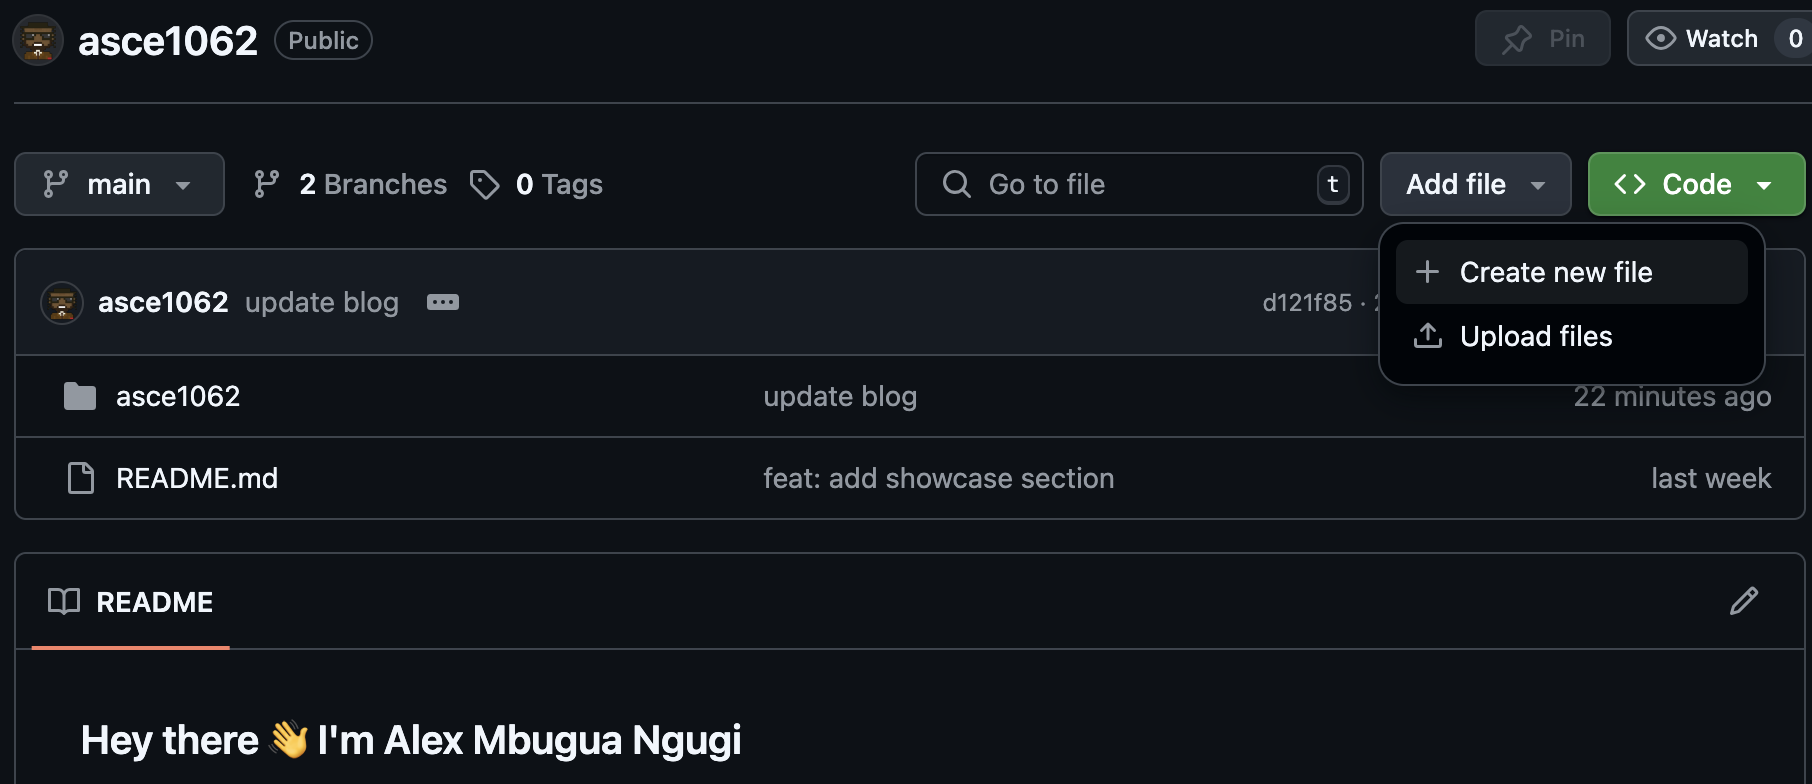 asce1062 Public Pin Watch 0
main 2 Branches 0 Tags Go to file t Add file Code
Create new file
Upload files
asce1062 update blog d121f85 ·
asce1062 update blog 22 minutes ago
README.md feat: add showcase section last week
README
Hey there 👋 I'm Alex Mbugua Ngugi